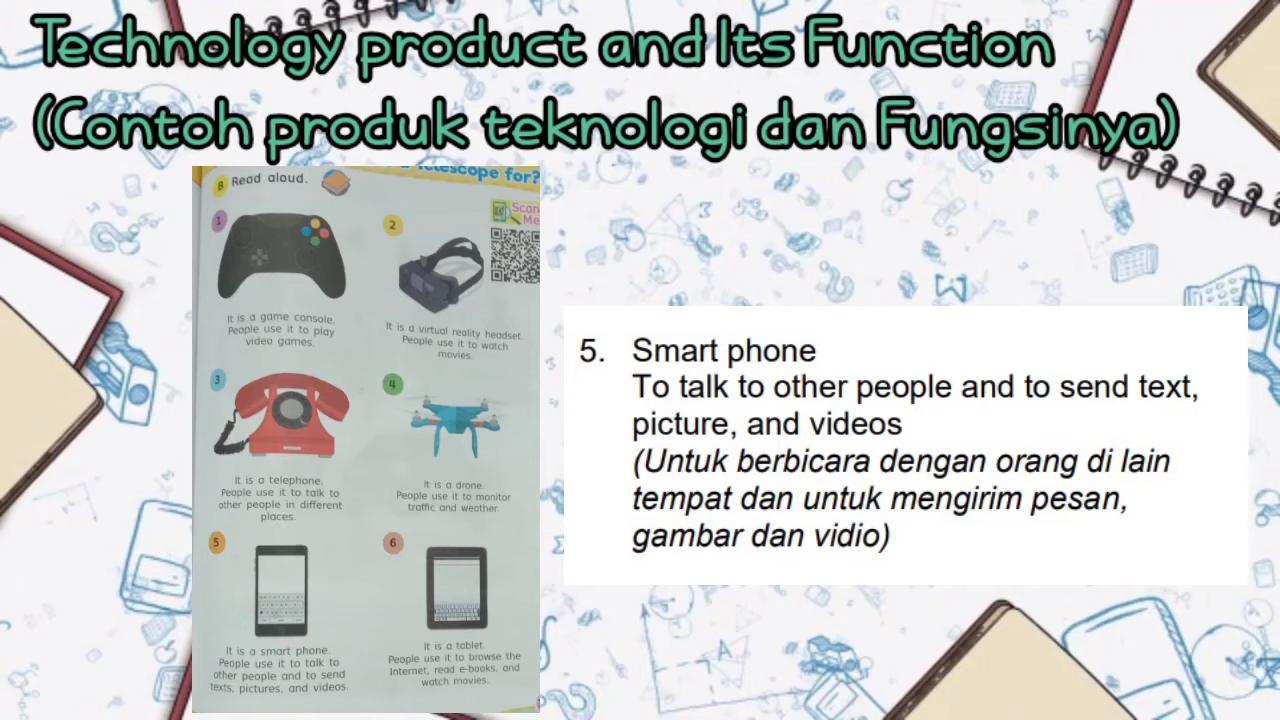 Technology product and Its Function
(Contoh produk teknologi dan Fungsinya)
Telescope for?
B Read aloud.
Scan
Me
1
2
It is a game console.
People use it to play
video games.
It is a virtual reality headset.
People use it to watch
movies.
3
4
It is a telephone.
People use it to talk to
other people in different
places.
It is a drone.
People use it to monitor
traffic and weather.
5
6
It is a smart phone.
People use it to talk to
other people and to send
texts, pictures, and videos.
It is a tablet.
People use it to browse the
Internet, read e-books, and
watch movies.
5. Smart phone
To talk to other people and to send text,
picture, and videos
(Untuk berbicara dengan orang di lain
tempat dan untuk mengirim pesan,
gambar dan vidio)